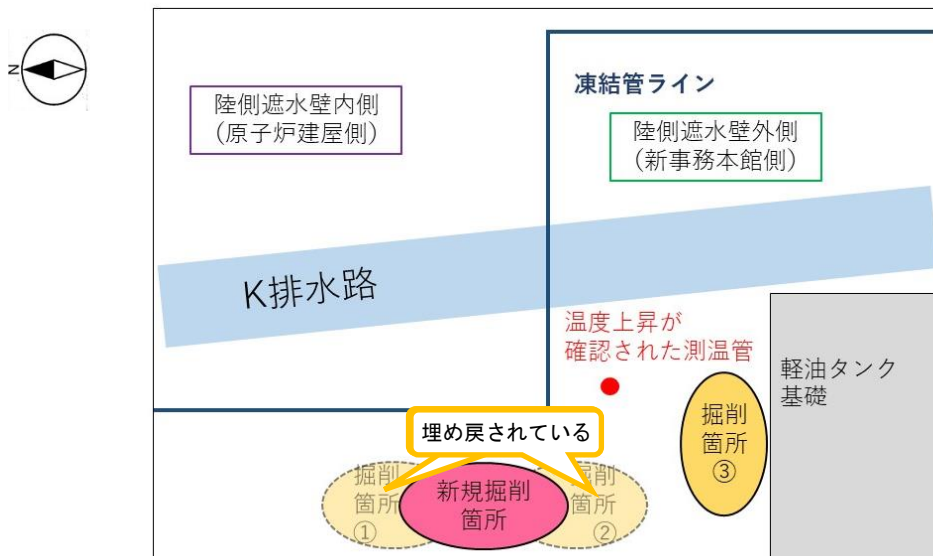 N
凍結管ライン
陸側遮水壁内側
（原子炉建屋側）
陸側遮水壁外側
（新事務本館側）
K排水路
温度上昇が
確認された測温管
軽油タンク
基礎
掘削
箇所
③
埋め戻されている
掘削
箇所
①
新規掘削
箇所
掘削
箇所
②